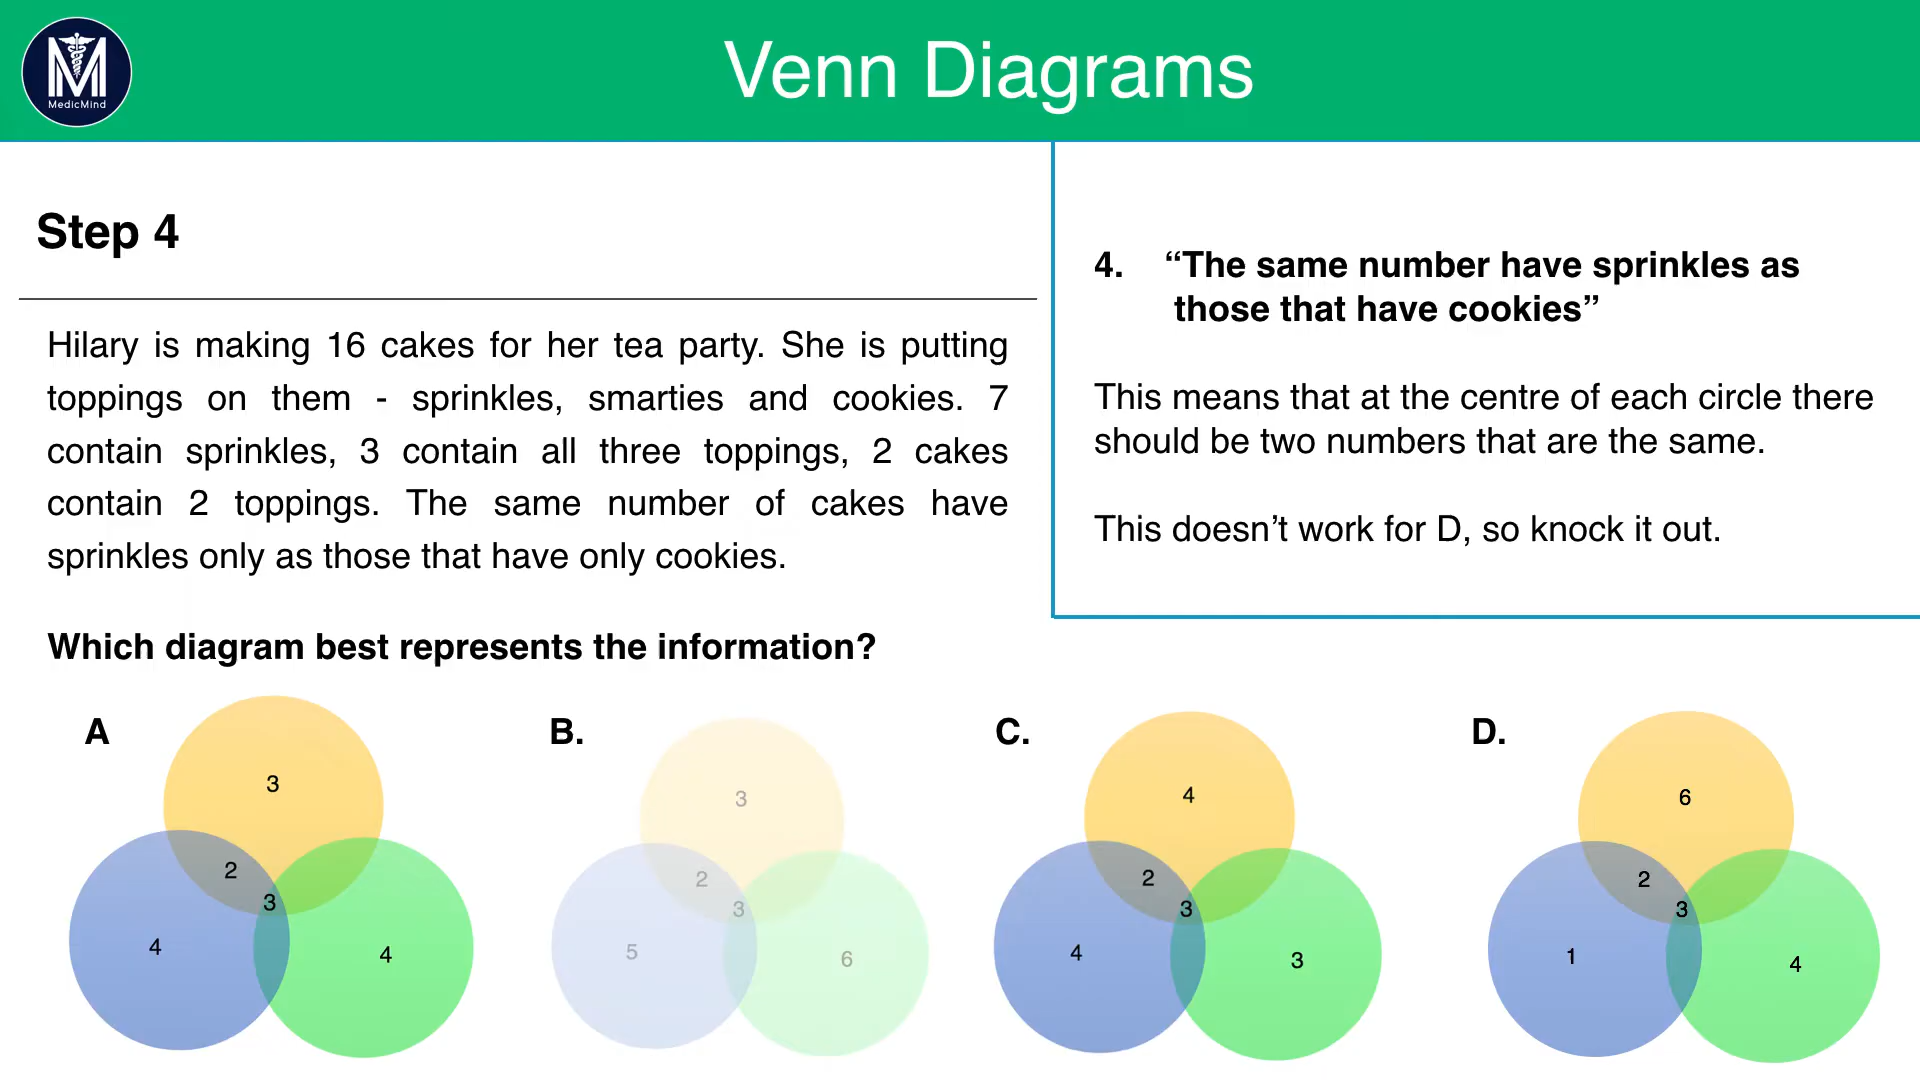 MedicMind
Venn Diagrams
Step 4
Hilary is making 16 cakes for her tea party. She is putting
toppings on them - sprinkles, smarties and cookies. 7
contain sprinkles, 3 contain all three toppings, 2 cakes
contain 2 toppings. The same number of cakes have
sprinkles only as those that have only cookies.
Which diagram best represents the information?
4. “The same number have sprinkles as
those that have cookies”
This means that at the centre of each circle there
should be two numbers that are the same.
This doesn’t work for D, so knock it out.
A
3
2
3
4
4
B.
3
2
3
5
6
C.
4
2
3
4
3
D.
6
2
3
1
4